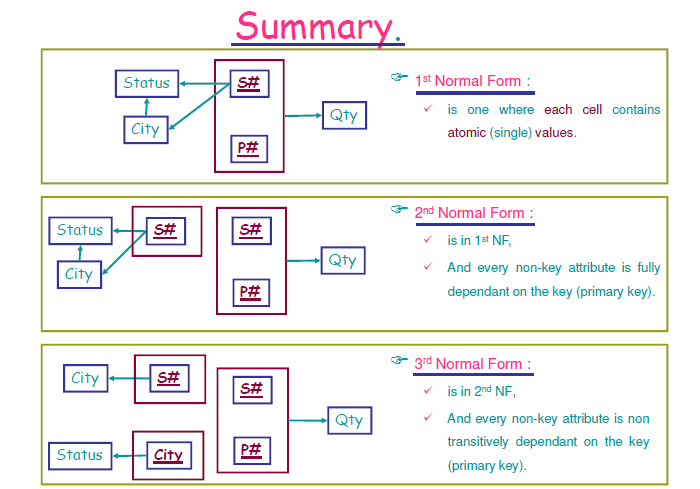 Summary.
Status
S#
City
Qty
P#
1st Normal Form :
is one where each cell contains
atomic (single) values.
Status
S#
S#
City
Qty
P#
2nd Normal Form :
is in 1st NF,
And every non-key attribute is fully
dependant on the key (primary key).
City
S#
S#
Qty
Status
City
P#
3rd Normal Form :
is in 2nd NF,
And every non-key attribute is non
transitively dependant on the key
(primary key).